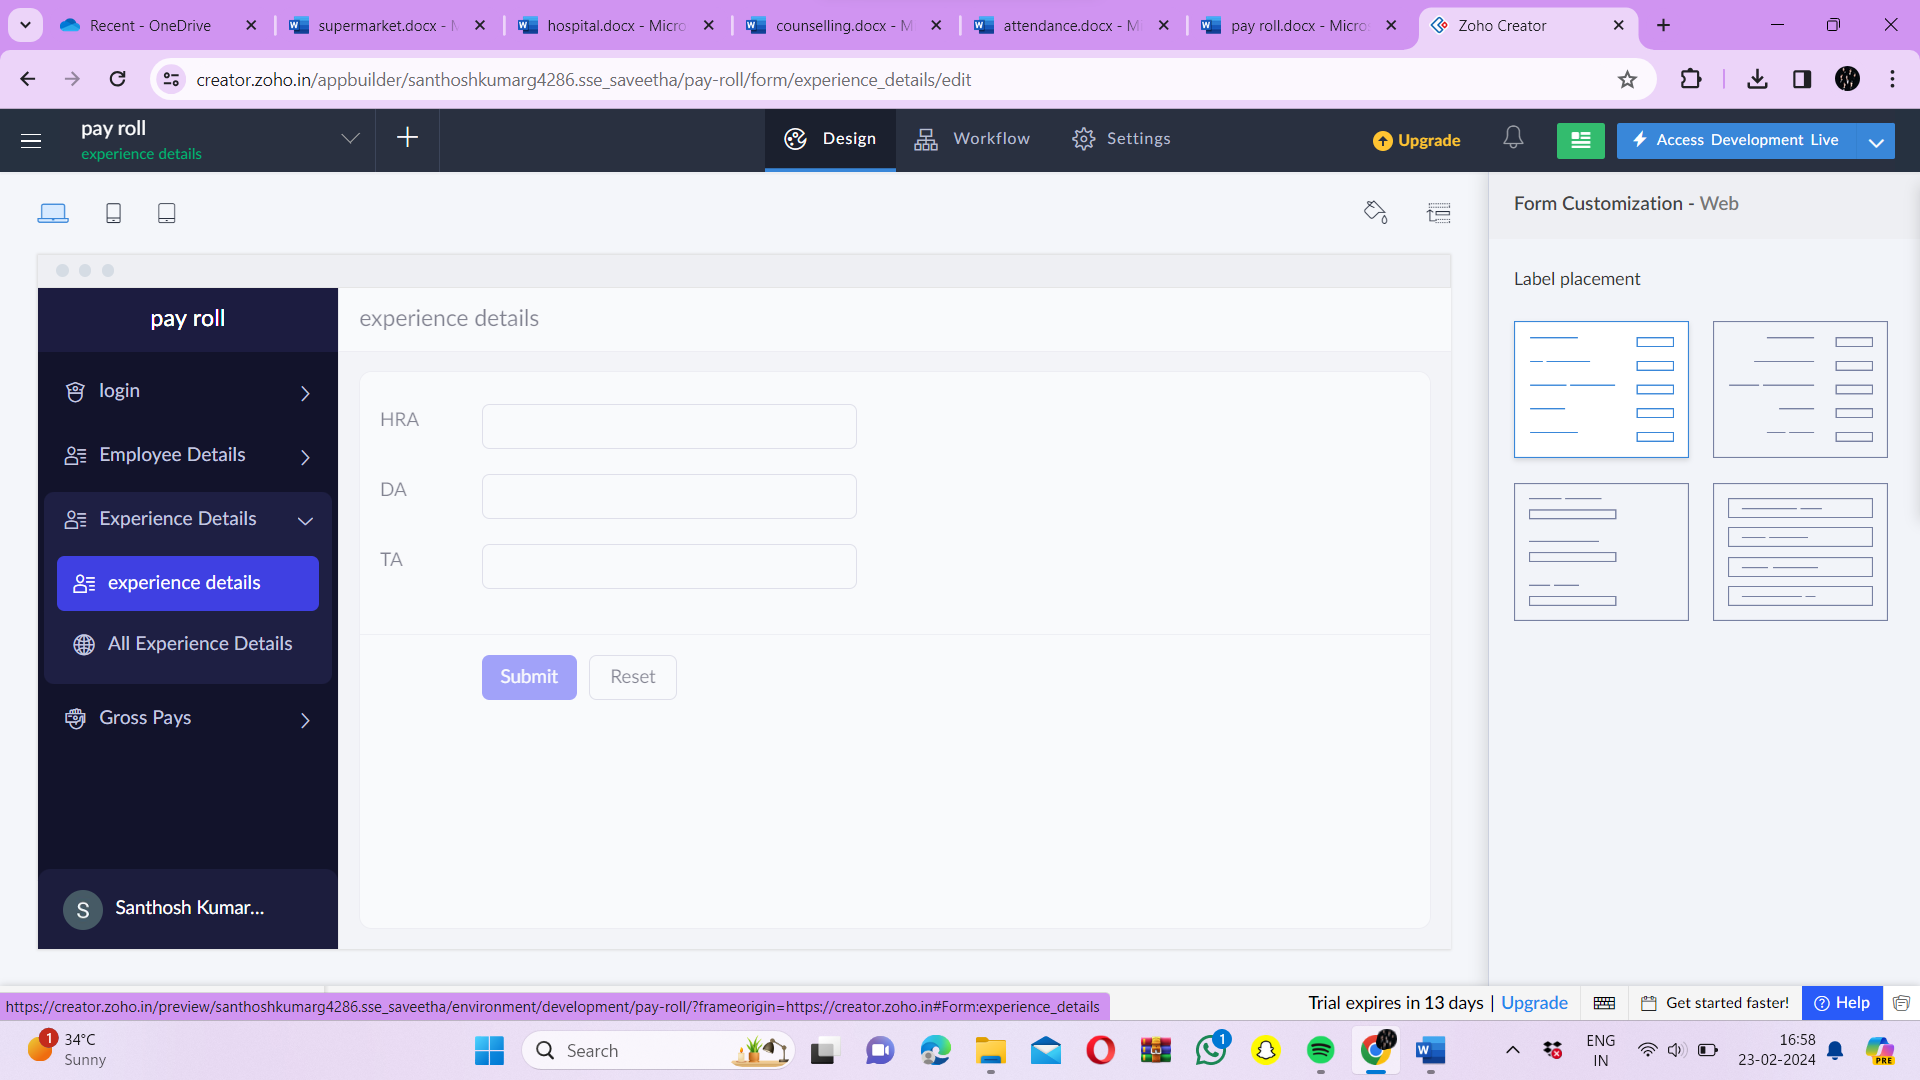 Recent - OneDrive
supermarket.docx - M
hospital.docx - Micro
counselling.docx - M
attendance.docx - Mi
pay roll.docx - Micro
Zoho Creator
creator.zoho.in/appbuilder/santhoshkumarg4286.sse_saveetha/pay-roll/form/experience_details/edit
pay roll
experience details
Design
Workflow
Settings
Upgrade
Access Development Live
Form Customization - Web
Label placement
pay roll
experience details
login
Employee Details
Experience Details
experience details
All Experience Details
Gross Pays
HRA
DA
TA
Submit
Reset
S
Santhosh Kumar...
https://creator.zoho.in/preview/santhoshkumarg4286.sse_saveetha/environment/development/pay-roll/?frameorigin=https://creator.zoho.in#Form:experience_details
Trial expires in 13 days | Upgrade
Get started faster!
Help
1
34°C
Sunny
Search
1
ENG
IN
16:58
23-02-2024
PRE